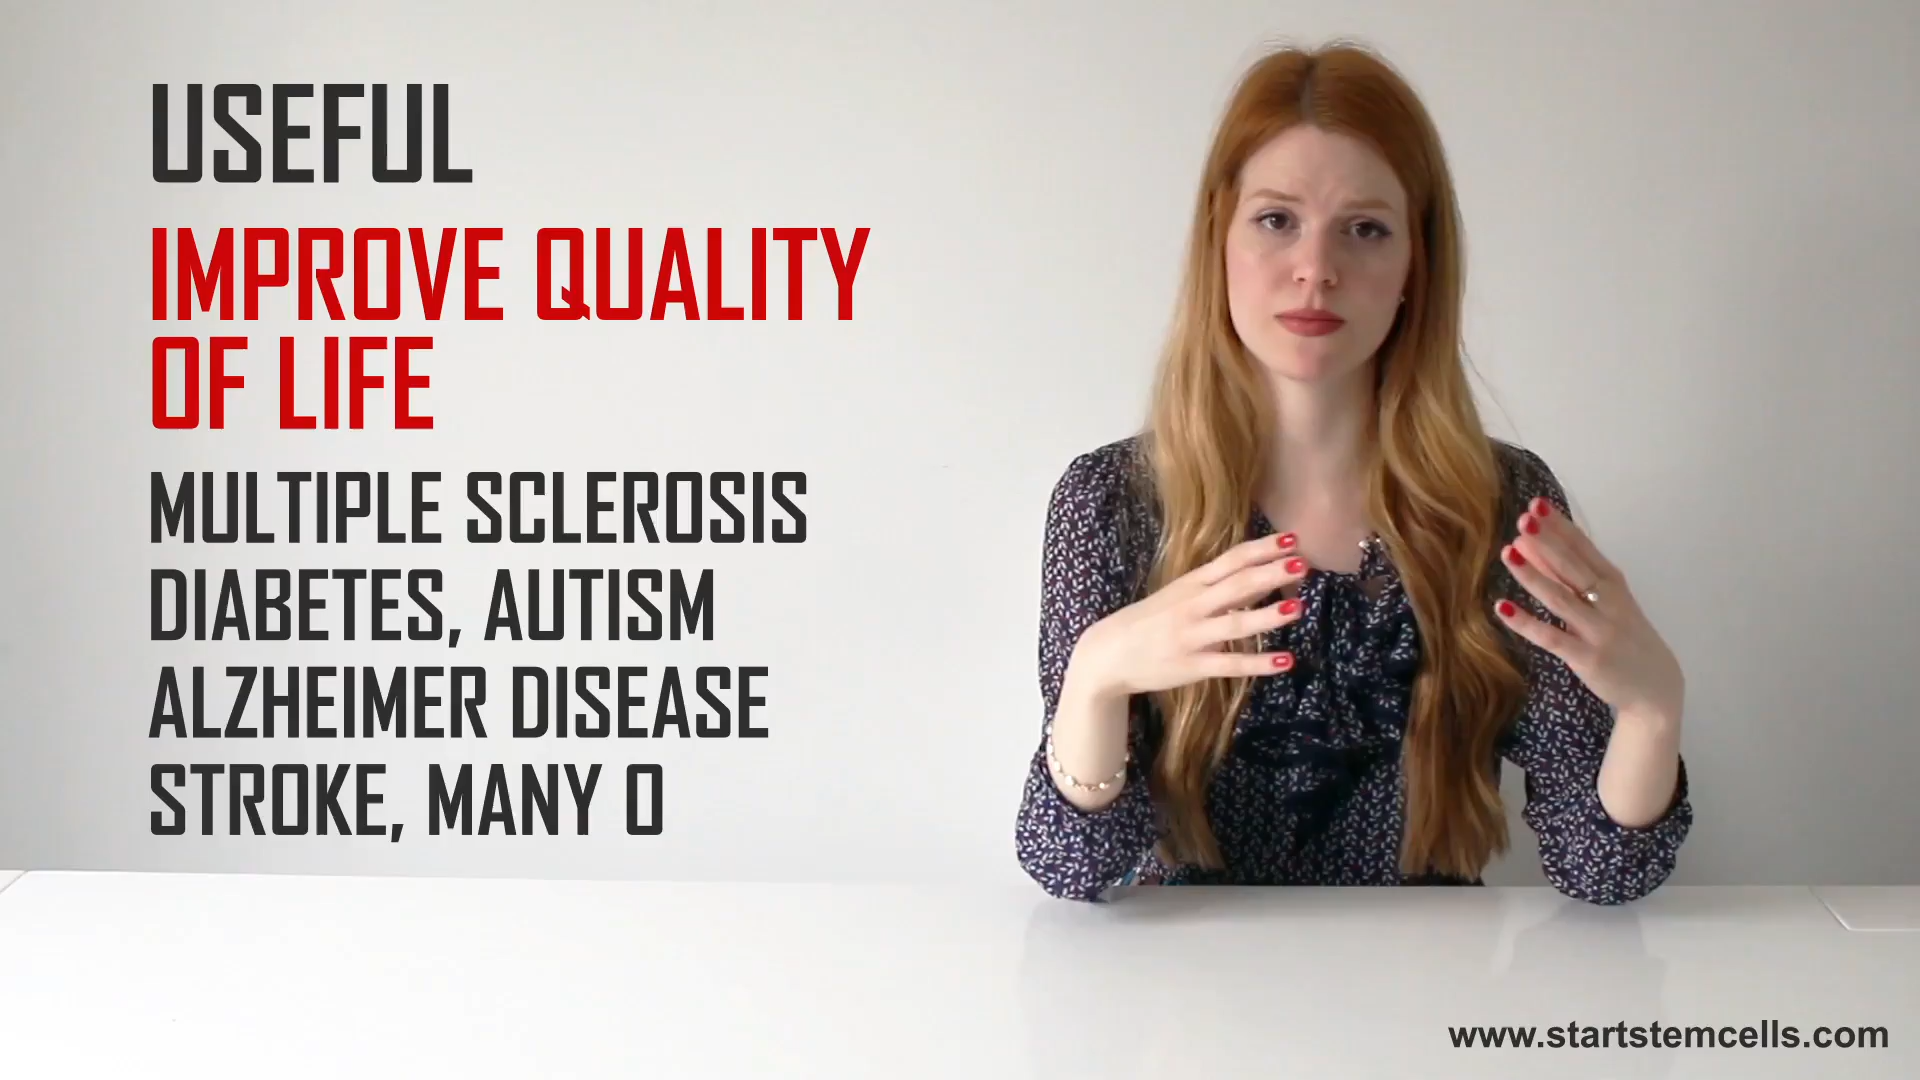 USEFUL
IMPROVE QUALITY
OF LIFE
MULTIPLE SCLEROSIS
DIABETES, AUTISM
ALZHEIMER DISEASE
STROKE, MANY O
www.startstemcells.com